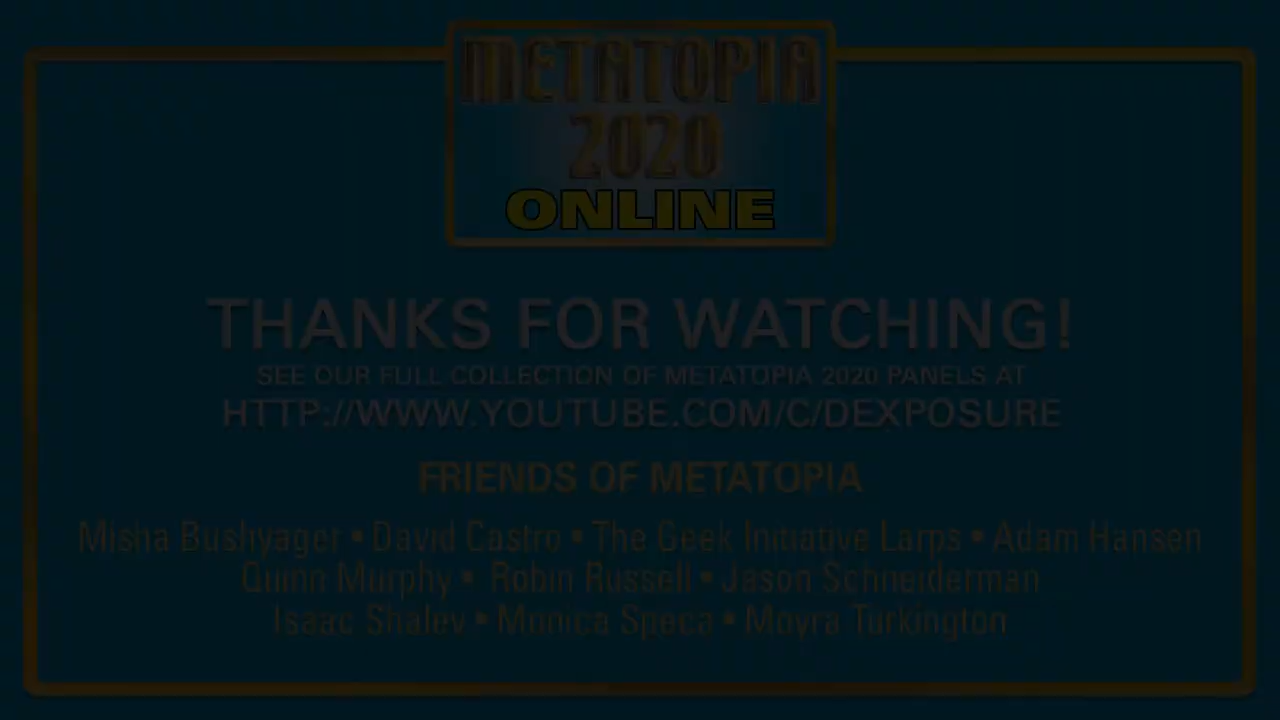 METATOPIA
2020
ONLINE
THANKS FOR WATCHING!
SEE OUR FULL COLLECTION OF METATOPIA 2020 PANELS AT
HTTP://WWW.YOUTUBE.COM/C/DEXPOSURE
FRIENDS OF METATOPIA
Misha Bushyager • David Castro • The Geek Initiative Larps • Adam Hansen
Quinn Murphy • Robin Russell • Jason Schneiderman
Isaac Shalev • Monica Speca • Moyra Turkington